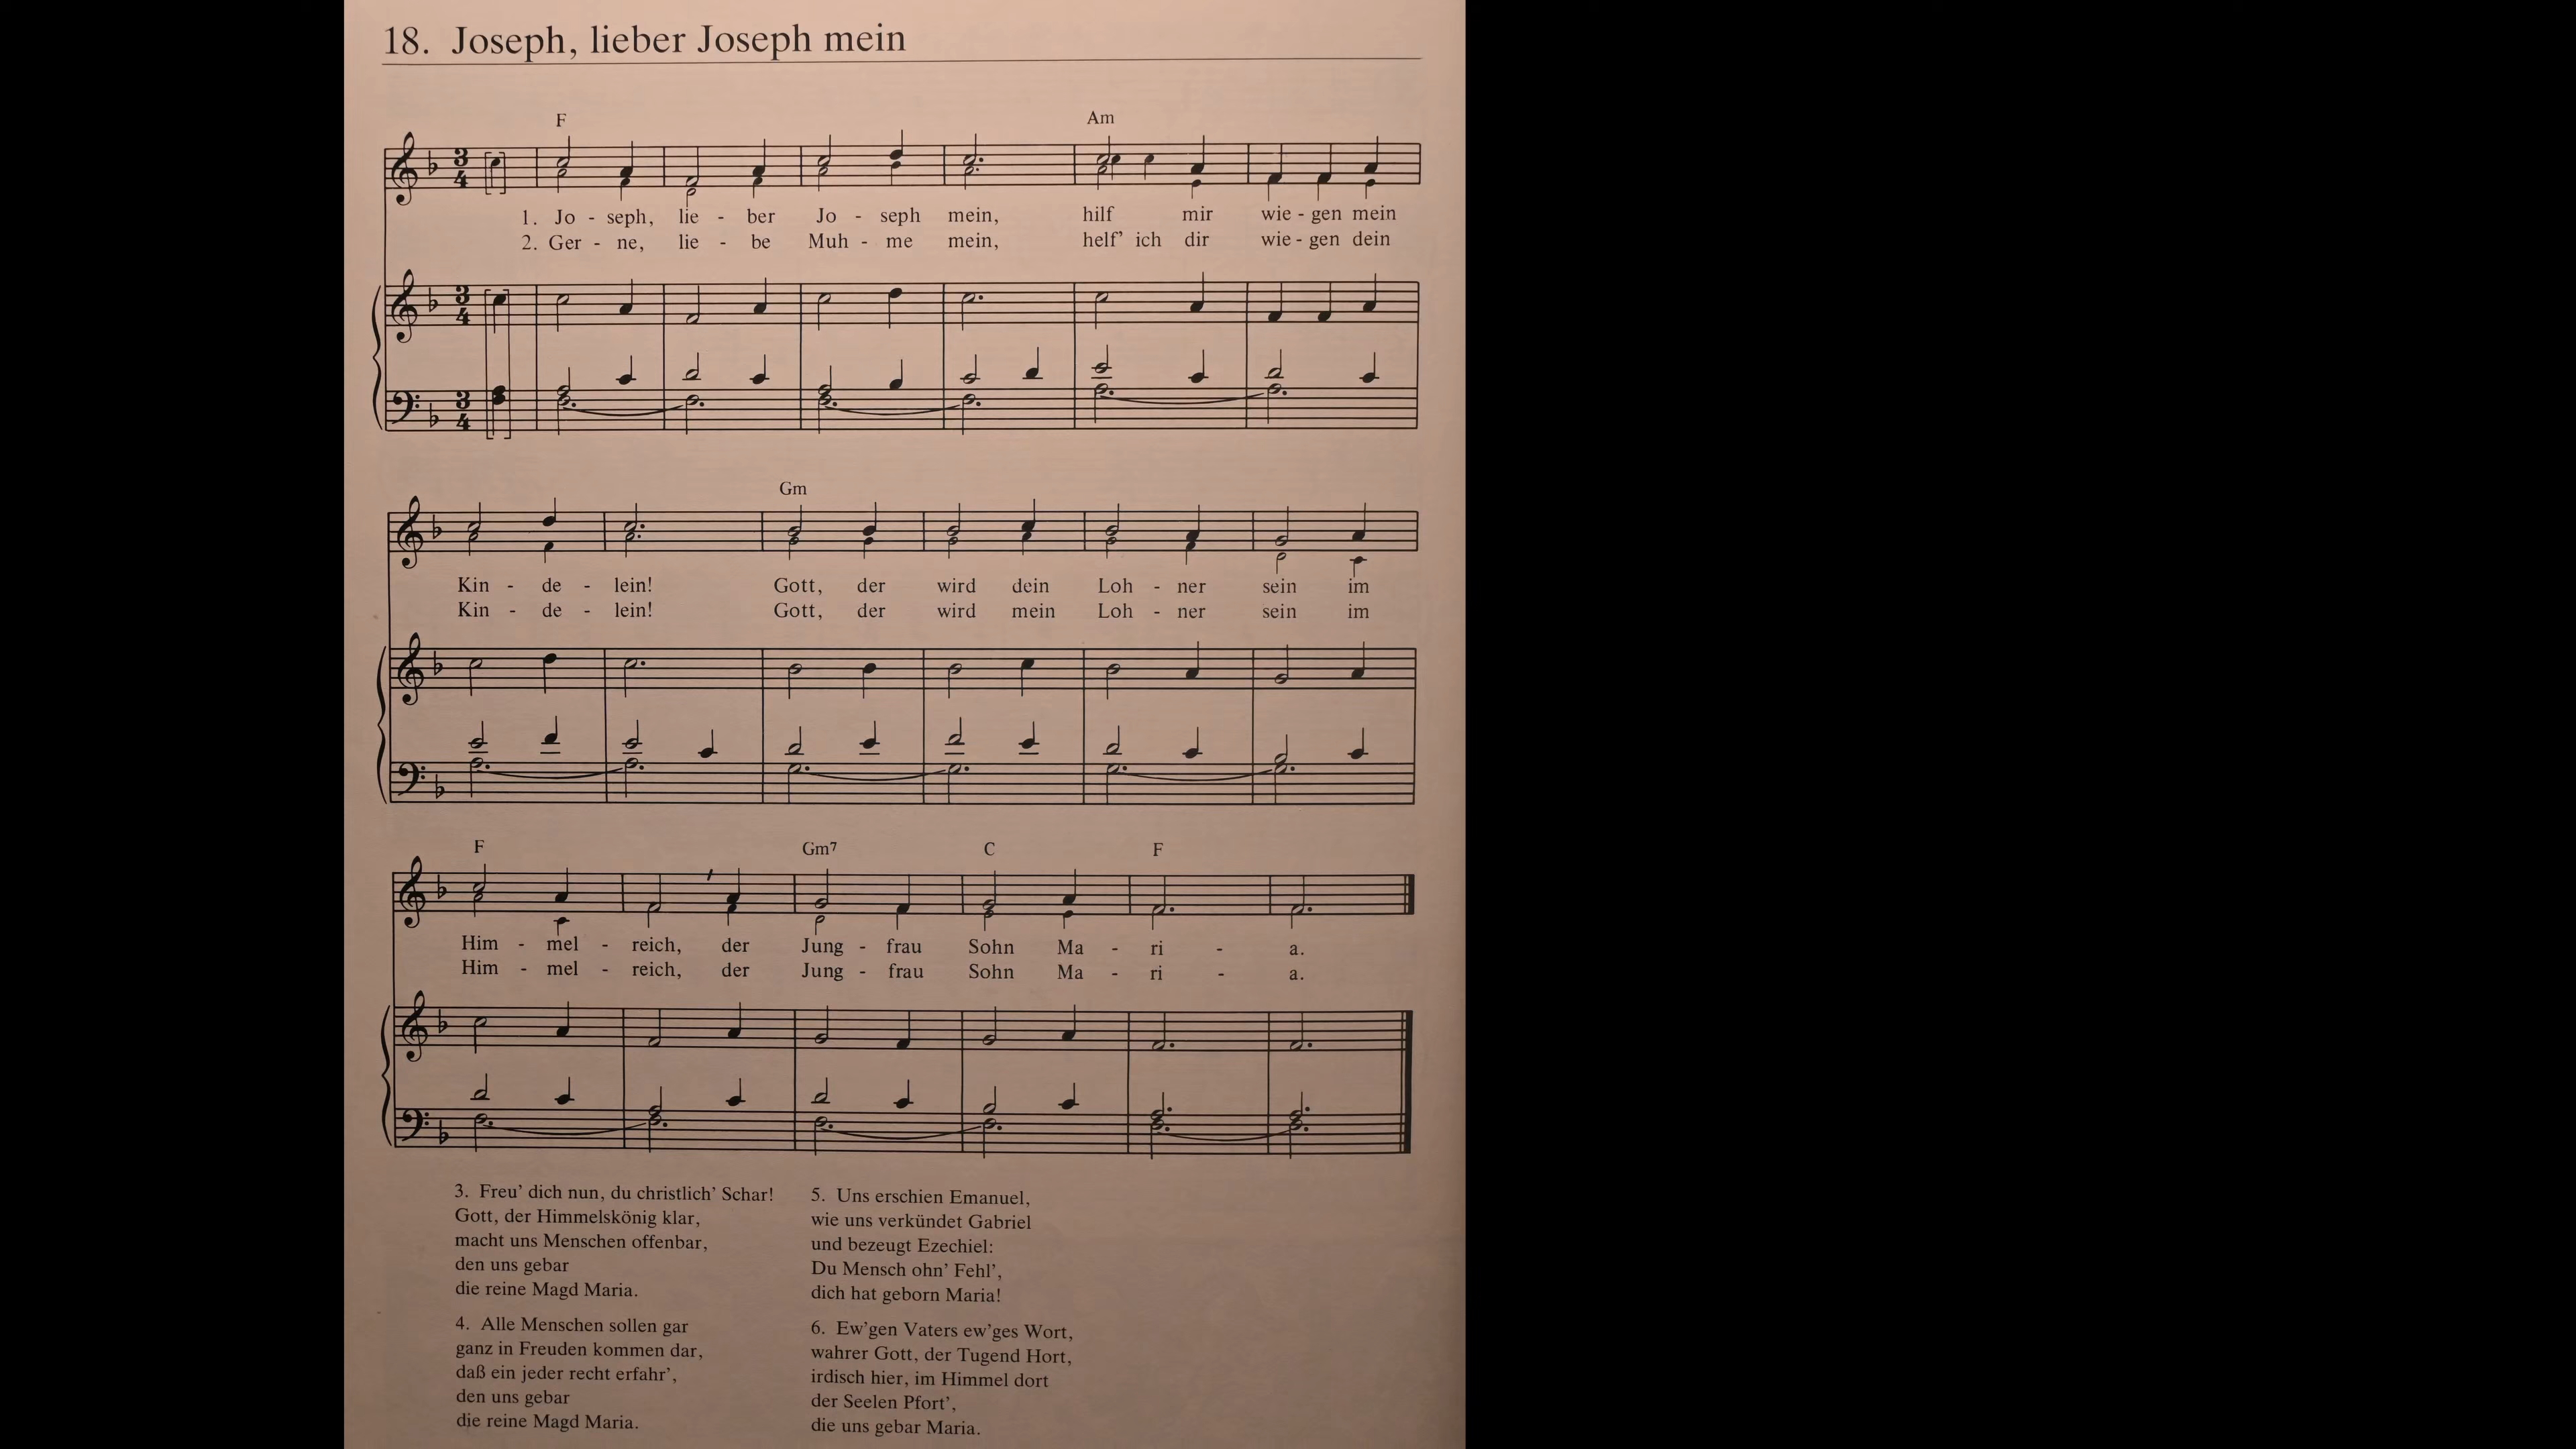 18. Joseph, lieber Joseph mein
F Am
3 4
1. Jo - seph, lie - ber Jo - seph mein, hilf mir wie - gen mein
2. Ger - ne, lie - be Muh - me mein, helf’ ich dir wie - gen dein
3 4
3 4
Gm
Kin - de - lein! Gott, der wird dein Loh - ner sein im
Kin - de - lein! Gott, der wird mein Loh - ner sein im
F Gm7 C F
Him - mel - reich, der Jung - frau Sohn Ma - ri - a.
Him - mel - reich, der Jung - frau Sohn Ma - ri - a.
3. Freu’ dich nun, du christlich’ Schar!
Gott, der Himmelskönig klar,
macht uns Menschen offenbar,
den uns gebar
die reine Magd Maria.
4. Alle Menschen sollen gar
ganz in Freuden kommen dar,
daß ein jeder recht erfahr’,
den uns gebar
die reine Magd Maria.
5. Uns erschien Emanuel,
wie uns verkündet Gabriel
und bezeugt Ezechiel:
Du Mensch ohn’ Fehl’,
dich hat geborn Maria!
6. Ew’gen Vaters ew’ges Wort,
wahrer Gott, der Tugend Hort,
irdisch hier, im Himmel dort
der Seelen Pfort’,
die uns gebar Maria.